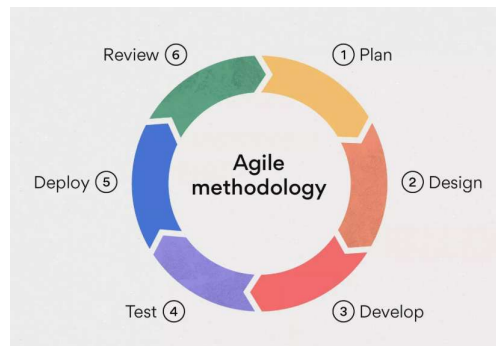 Review 6
1 Plan
Agile
methodology
Deploy 5
2 Design
Test 4
3 Develop